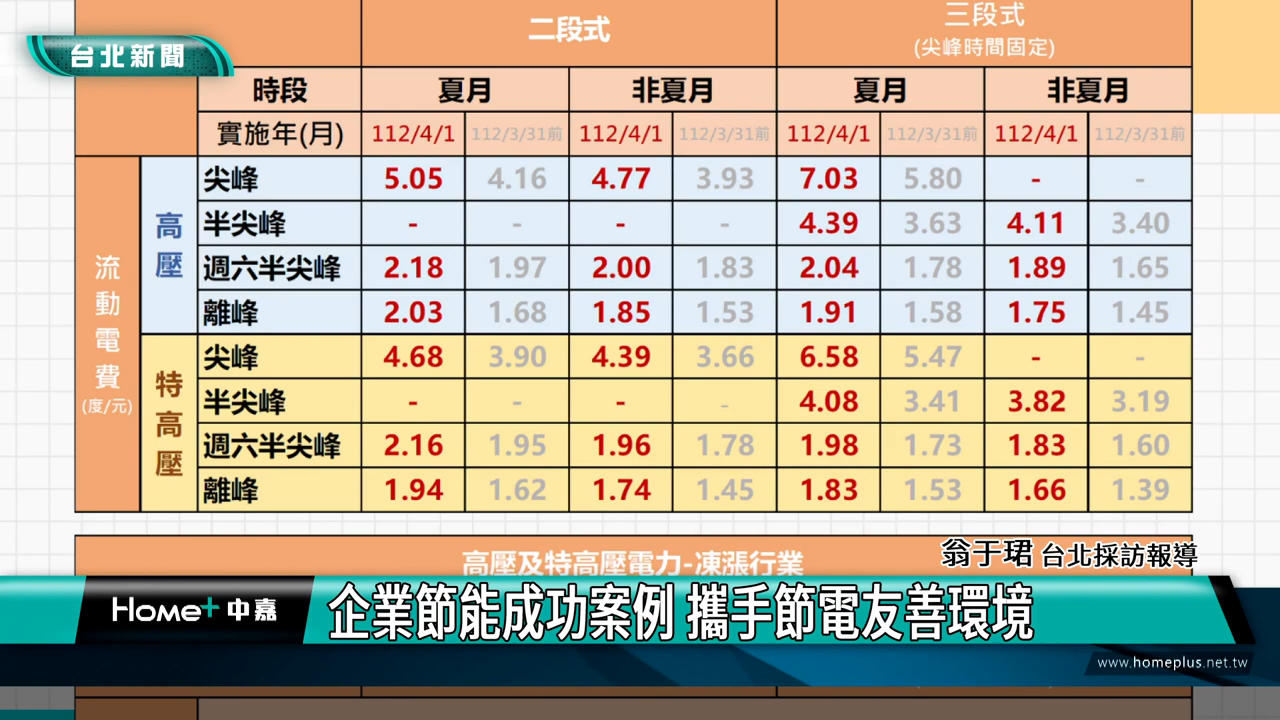 台北新聞
二段式 三段式
(尖峰時間固定)
時段 夏月 非夏月 夏月 非夏月
實施年(月) 112/4/1 112/3/31前 112/4/1 112/3/31前 112/4/1 112/3/31前 112/4/1 112/3/31前
流動電費
(度/元)
高壓
尖峰 5.05 4.16 4.77 3.93 7.03 5.80 - -
半尖峰 - - - - 4.39 3.63 4.11 3.40
週六半尖峰 2.18 1.97 2.00 1.83 2.04 1.78 1.89 1.65
離峰 2.03 1.68 1.85 1.53 1.91 1.58 1.75 1.45
特高壓
尖峰 4.68 3.90 4.39 3.66 6.58 5.47 - -
半尖峰 - - - - 4.08 3.41 3.82 3.19
週六半尖峰 2.16 1.95 1.96 1.78 1.98 1.73 1.83 1.60
離峰 1.94 1.62 1.74 1.45 1.83 1.53 1.66 1.39
高壓及特高壓電力-凍漲行業
翁于珺 台北採訪報導
Home+ 中嘉
企業節能成功案例 攜手節電友善環境
www.homeplus.net.tw